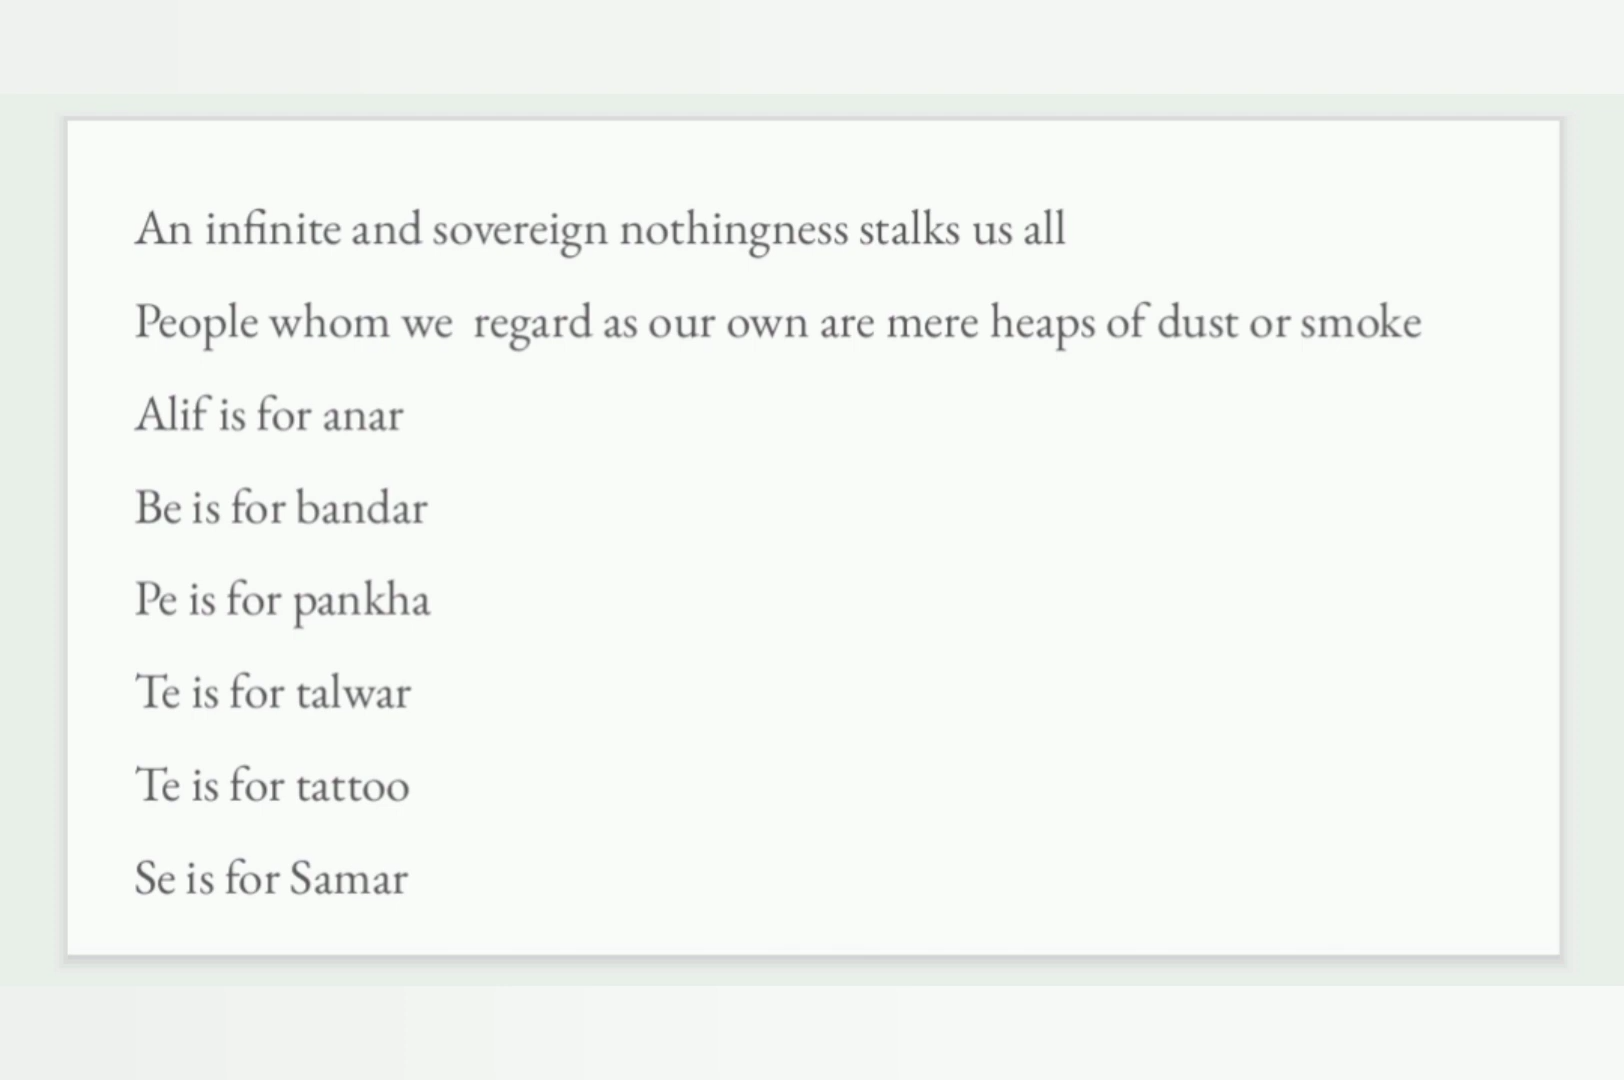 An infinite and sovereign nothingness stalks us all
People whom we  regard as our own are mere heaps of dust or smoke
Alif is for anar
Be is for bandar
Pe is for pankha
Te is for talwar
Te is for tattoo
Se is for Samar